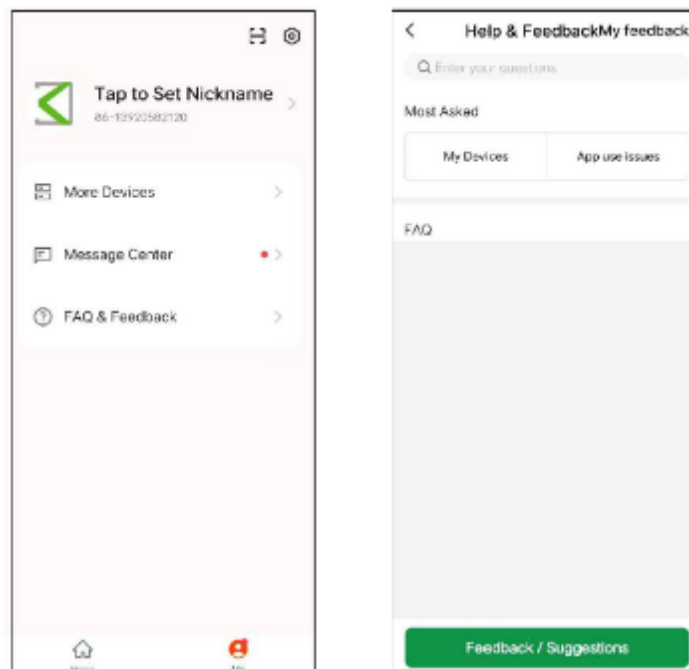 Tap to Set Nickname
86-13920582120
More Devices
Message Center
FAQ & Feedback
Help & FeedbackMy feedback
Enter your questions
Most Asked
My Devices
App use issues
FAQ
Feedback / Suggestions